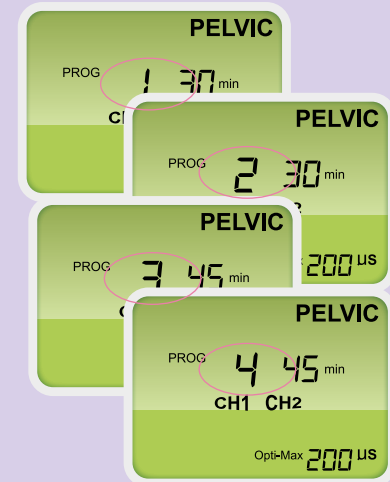 PELVIC
PROG 1 30 min
PELVIC
PROG 2 30 min
200 µs
PELVIC
PROG 3 45 min
PELVIC
PROG 4 45 min
CH1 CH2
Opti-Max 200 µs